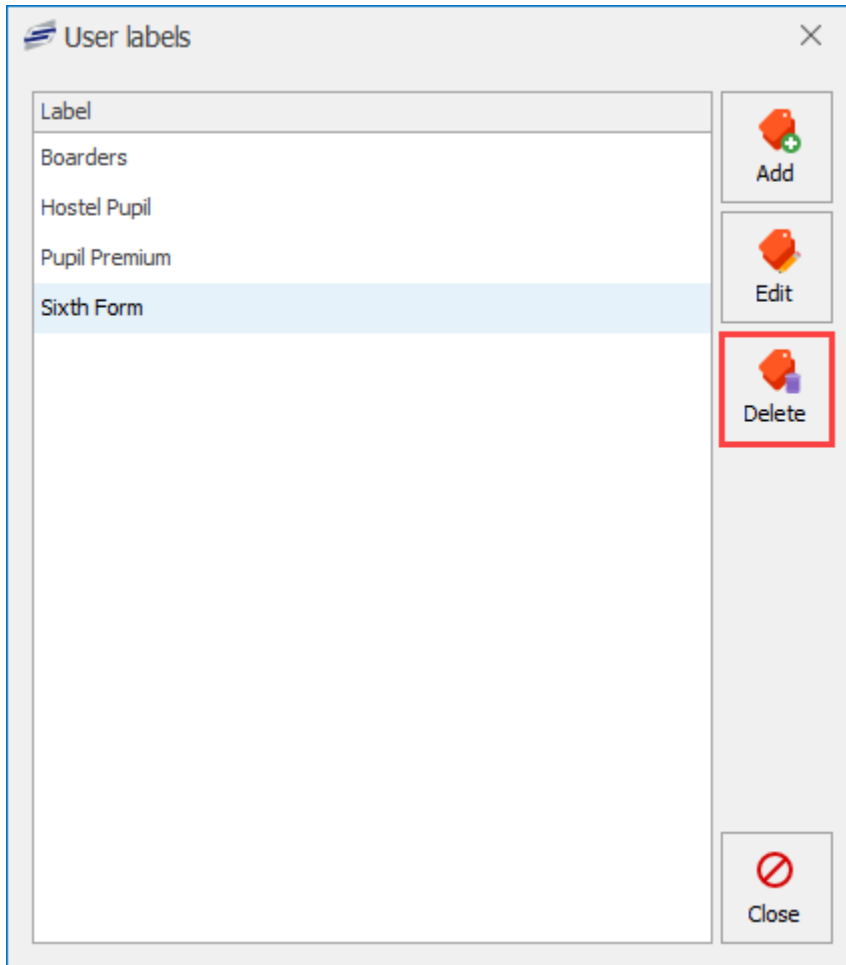 User labels
Label
Boarders
Hostel Pupil
Pupil Premium
Sixth Form
Add
Edit
Delete
Close